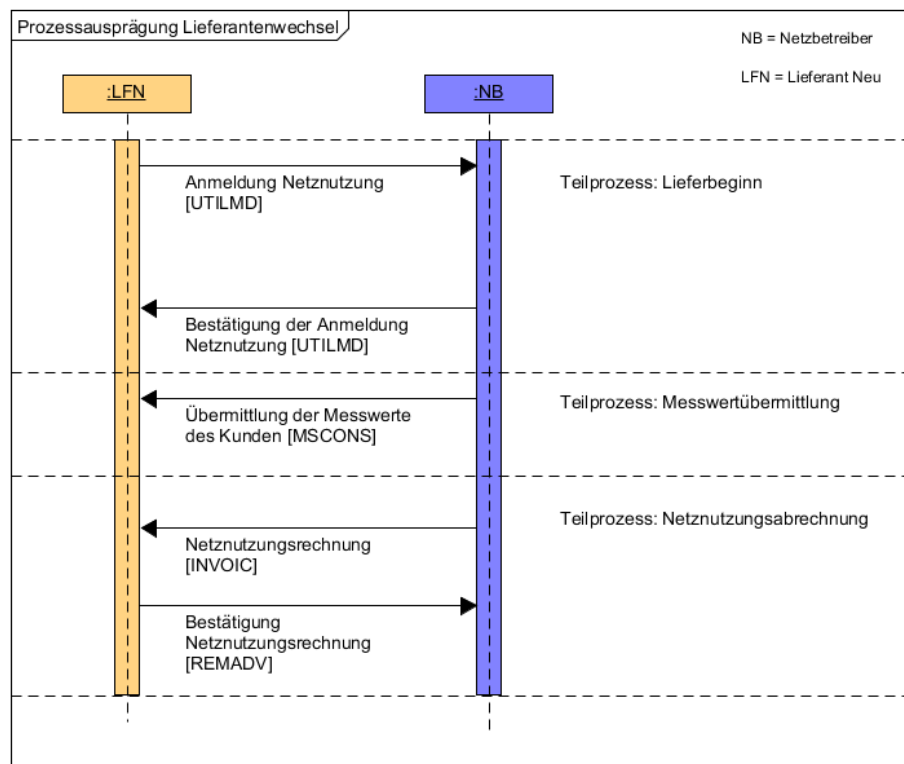 Prozessausprägung Lieferantenwechsel
NB = Netzbetreiber
LFN = Lieferant Neu
:LFN
:NB
Anmeldung Netznutzung
[UTILMD]
Teilprozess: Lieferbeginn
Bestätigung der Anmeldung
Netznutzung [UTILMD]
Übermittlung der Messwerte
des Kunden [MSCONS]
Teilprozess: Messwertübermittlung
Netznutzungsrechnung
[INVOIC]
Teilprozess: Netznutzungsabrechnung
Bestätigung
Netznutzungsrechnung
[REMADV]